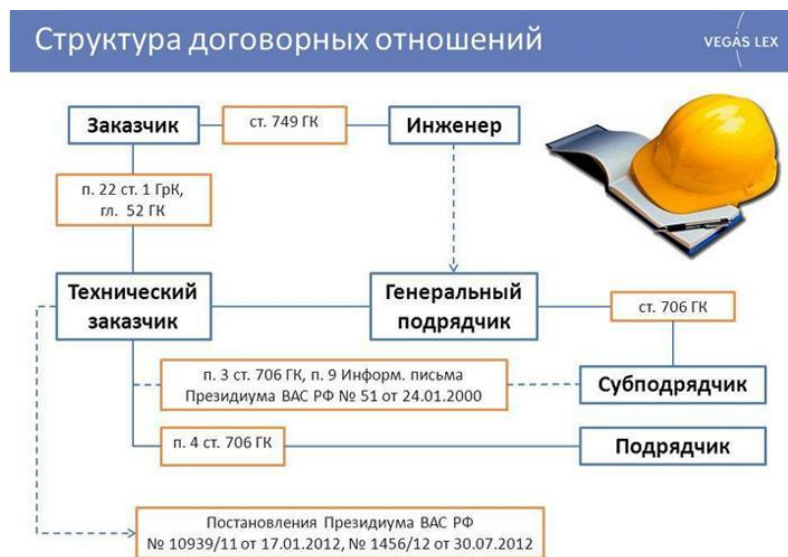 Структура договорных отношений
VEGAS LEX
Заказчик
ст. 749 ГК
Инженер
п. 22 ст. 1 ГрК,
гл. 52 ГК
Технический
заказчик
Генеральный
подрядчик
ст. 706 ГК
п. 3 ст. 706 ГК, п. 9 Информ. письма
Президиума ВАС РФ № 51 от 24.01.2000
Субподрядчик
п. 4 ст. 706 ГК
Подрядчик
Постановления Президиума ВАС РФ
№ 10939/11 от 17.01.2012, № 1456/12 от 30.07.2012